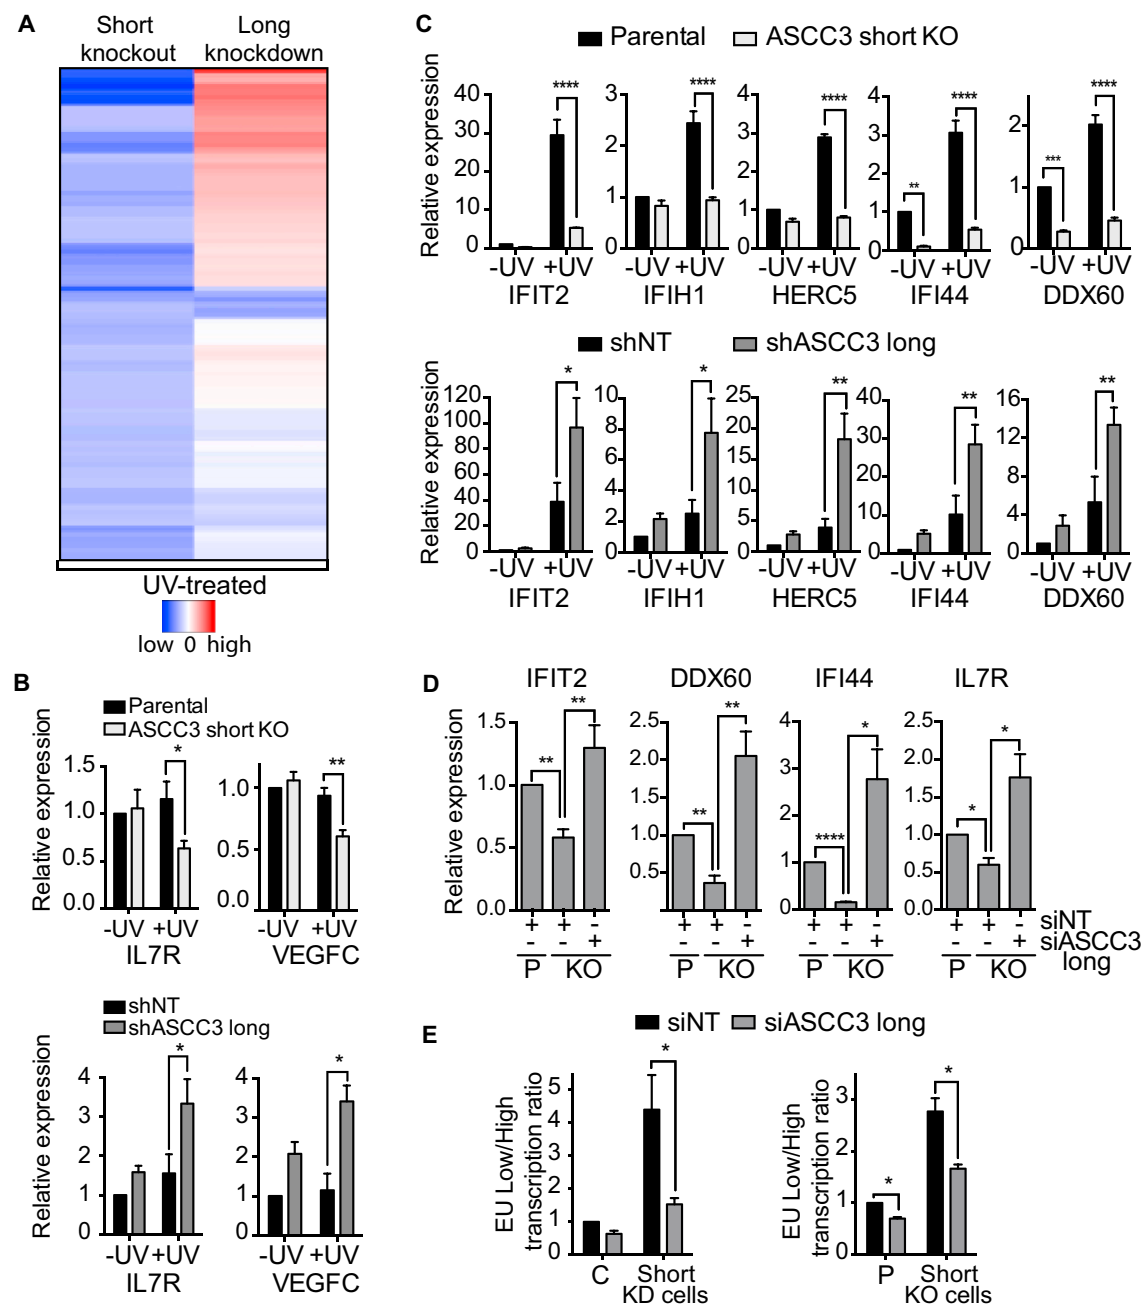 A
Short knockout
Long knockdown
UV-treated
low 0 high
B
Parental
ASCC3 short KO
Relative expression
1.5
1.0
0.5
0.0
1.0
0.5
0.0
*
**
-UV +UV
-UV +UV
IL7R
VEGFC
shNT
shASCC3 long
Relative expression
4
3
2
1
0
4
3
2
1
0
*
*
-UV +UV
-UV +UV
IL7R
VEGFC
C
Parental
ASCC3 short KO
Relative expression
40
30
20
10
0
3
2
1
0
4
3
2
1
0
4
3
2
1
0
2
1
0
****
****
****
**
****
***
****
-UV +UV
-UV +UV
-UV +UV
-UV +UV
-UV +UV
IFIT2
IFIH1
HERC5
IFI44
DDX60
shNT
shASCC3 long
Relative expression
120
100
80
60
40
20
0
10
8
6
4
2
0
25
20
15
10
5
0
40
30
20
10
0
16
12
8
4
0
*
*
**
**
**
-UV +UV
-UV +UV
-UV +UV
-UV +UV
-UV +UV
IFIT2
IFIH1
HERC5
IFI44
DDX60
D
IFIT2
DDX60
IFI44
IL7R
Relative expression
1.5
1.0
0.5
0.0
2.5
2.0
1.5
1.0
0.5
4
3
2
1
0
2.5
2.0
1.5
1.0
0.5
0.0
**
**
**
**
****
*
*
*
+ + - + + - + + - + + - siNT
- - + - - + - - + - - + siASCC3
P KO P KO P KO P KO long
E
siNT
siASCC3 long
EU Low/High
transcription ratio
5
4
3
2
1
0
*
C
Short
KD cells
EU Low/High
transcription ratio
3
2
1
0
*
*
P
Short
KO cells